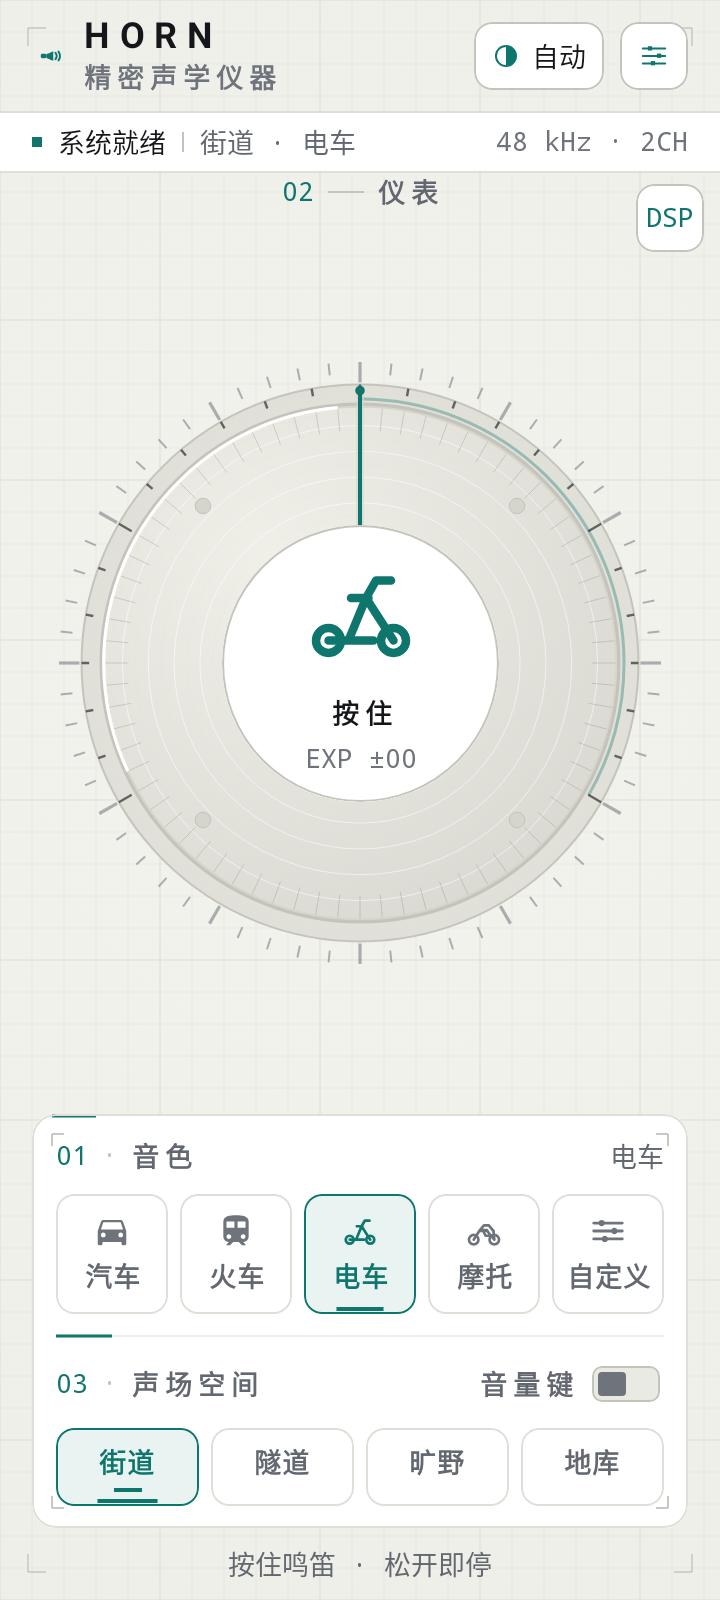 HORN
精密声学仪器
自动
系统就绪 街道 · 电车 48 kHz · 2CH
02 仪表
DSP
按住
EXP ±00
01 · 音色 电车
汽车 火车 电车 摩托 自定义
03 · 声场空间 音量键
街道 隧道 旷野 地库
按住鸣笛 · 松开即停